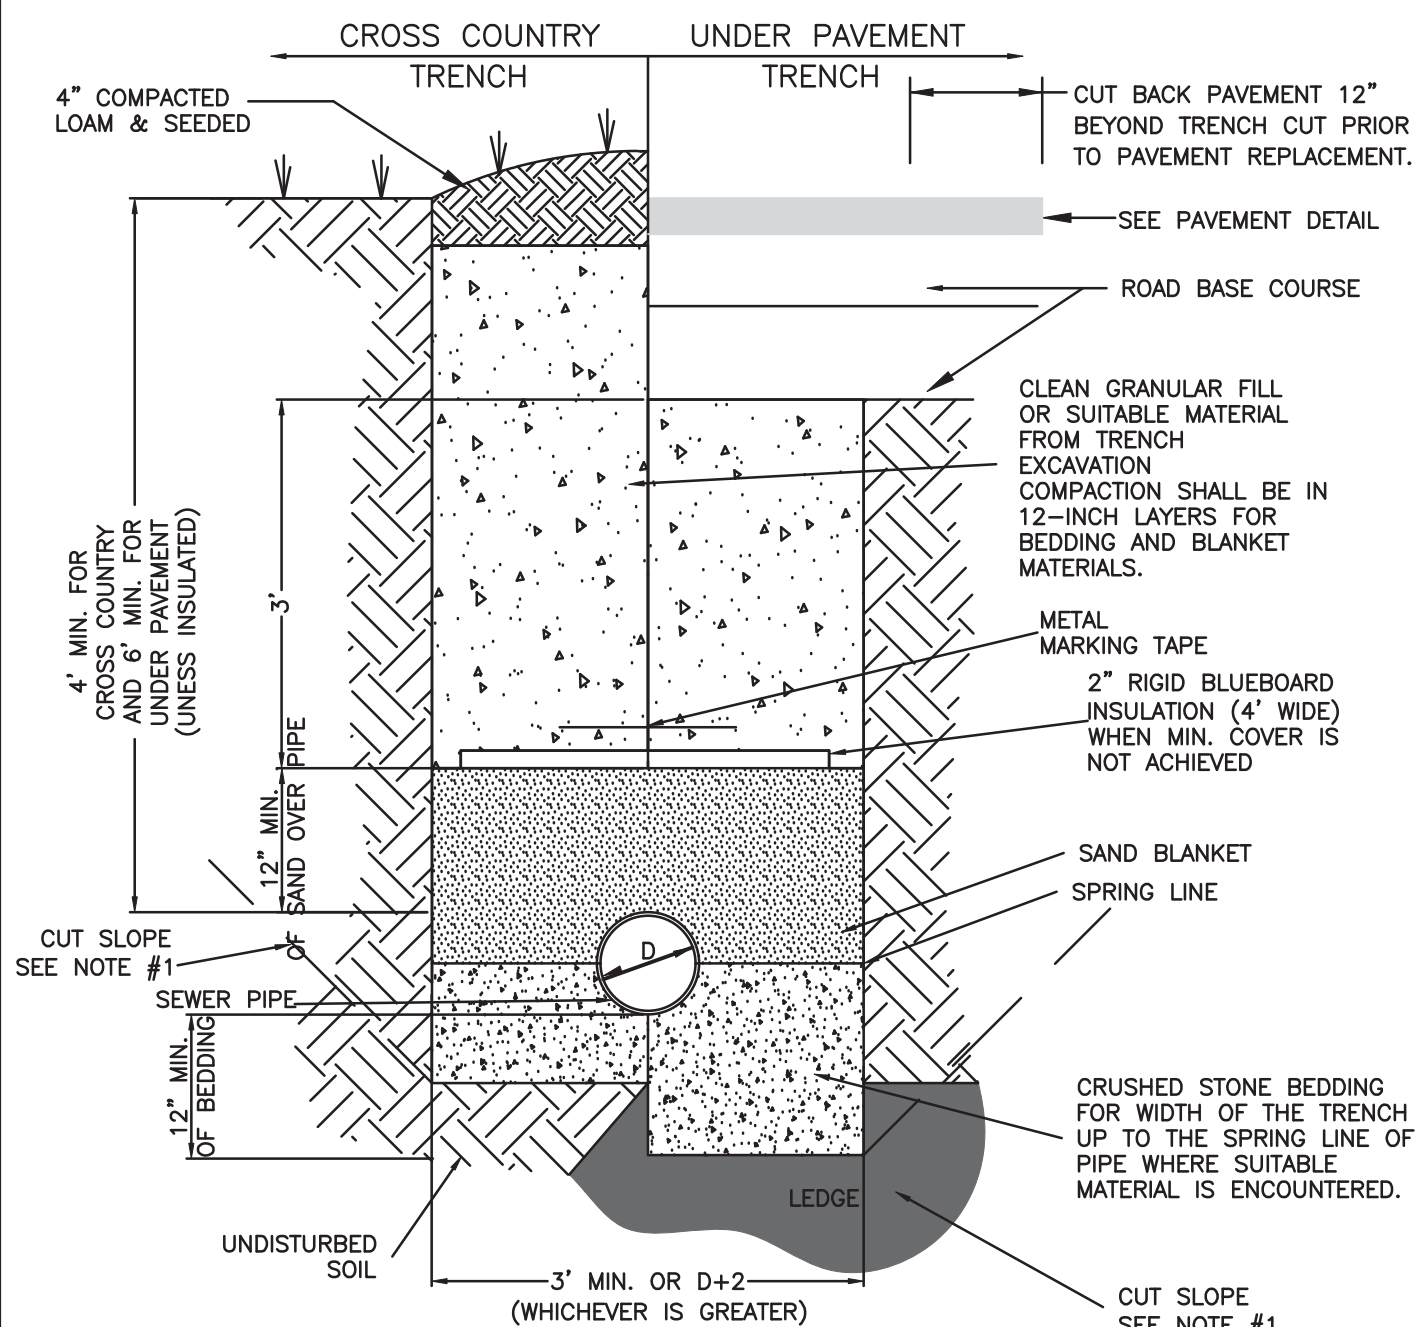 CROSS COUNTRY
TRENCH
UNDER PAVEMENT
TRENCH
4" COMPACTED
LOAM & SEEDED
CUT BACK PAVEMENT 12"
BEYOND TRENCH CUT PRIOR
TO PAVEMENT REPLACEMENT.
SEE PAVEMENT DETAIL
ROAD BASE COURSE
CLEAN GRANULAR FILL
OR SUITABLE MATERIAL
FROM TRENCH
EXCAVATION
COMPACTION SHALL BE IN
12-INCH LAYERS FOR
BEDDING AND BLANKET
MATERIALS.
4' MIN. FOR
CROSS COUNTRY
AND 6' MIN. FOR
UNDER PAVEMENT
(UNESS INSULATED)
3'
METAL
MARKING TAPE
2" RIGID BLUEBOARD
INSULATION (4' WIDE)
WHEN MIN. COVER IS
NOT ACHIEVED
12" MIN.
OF SAND OVER PIPE
SAND BLANKET
SPRING LINE
CUT SLOPE
SEE NOTE #1
D
SEWER PIPE
12" MIN.
OF BEDDING
CRUSHED STONE BEDDING
FOR WIDTH OF THE TRENCH
UP TO THE SPRING LINE OF
PIPE WHERE SUITABLE
MATERIAL IS ENCOUNTERED.
LEDGE
UNDISTURBED
SOIL
3' MIN. OR D+2
(WHICHEVER IS GREATER)
CUT SLOPE
SEE NOTE #1